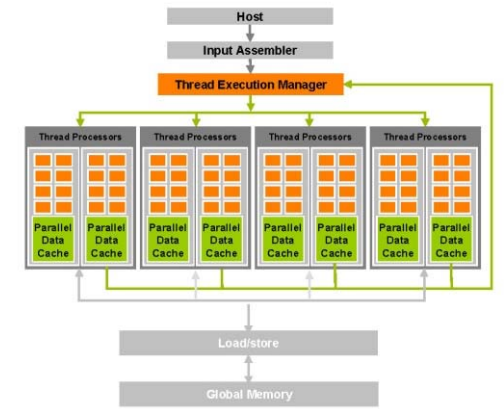 Host
Input Assembler
Thread Execution Manager
Thread Processors
Thread Processors
Thread Processors
Thread Processors
Parallel Data Cache
Parallel Data Cache
Parallel Data Cache
Parallel Data Cache
Parallel Data Cache
Parallel Data Cache
Parallel Data Cache
Parallel Data Cache
Load/store
Global Memory